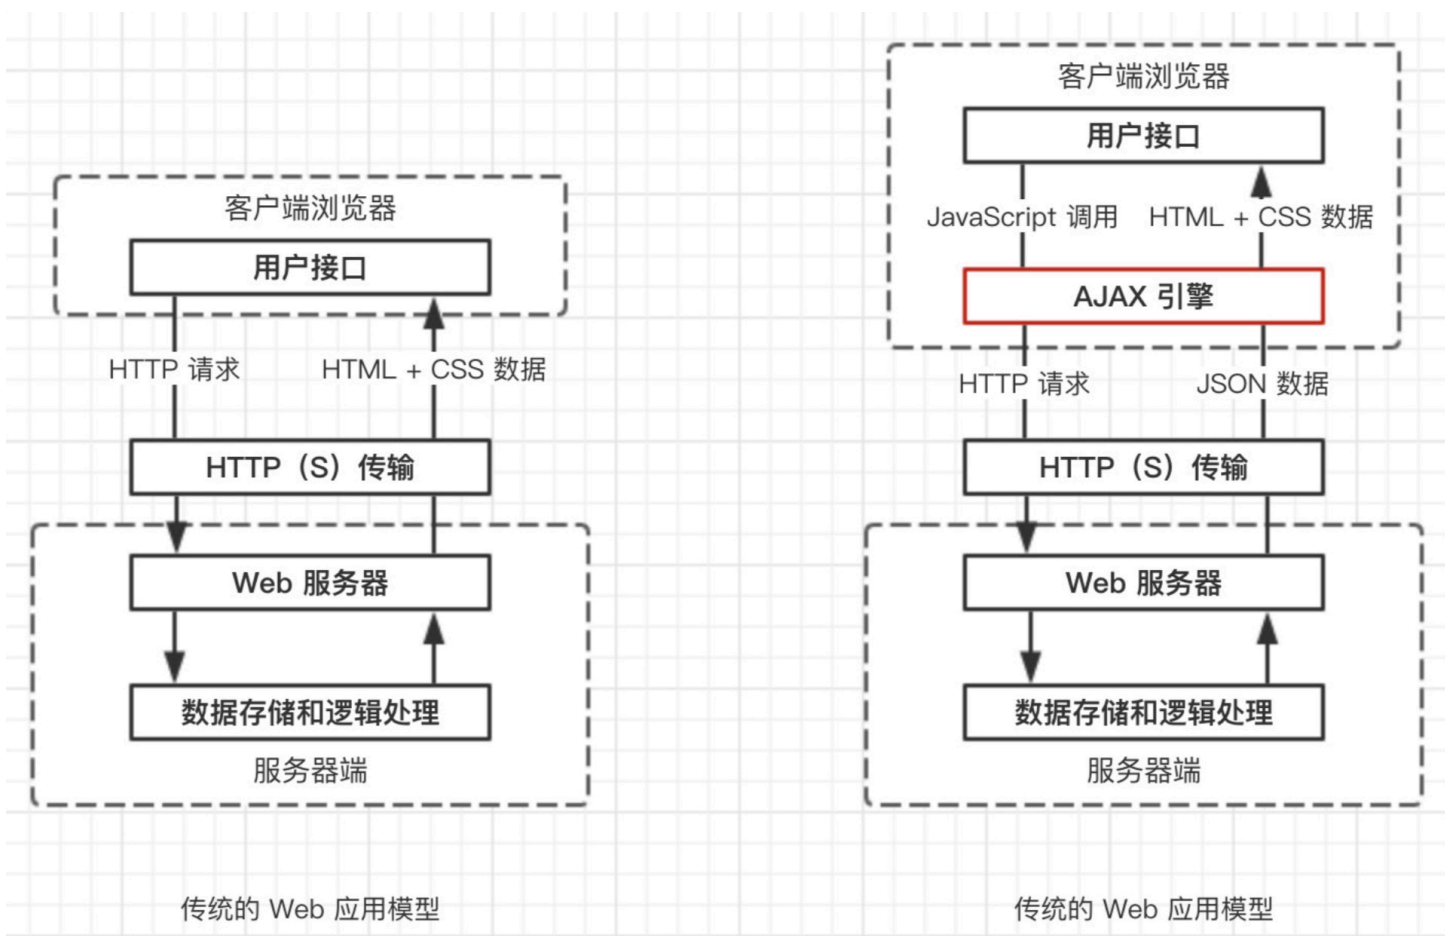 客户端浏览器
用户接口
HTTP 请求
HTML + CSS 数据
HTTP（S）传输
Web 服务器
数据存储和逻辑处理
服务器端
传统的 Web 应用模型
客户端浏览器
用户接口
JavaScript 调用
HTML + CSS 数据
AJAX 引擎
HTTP 请求
JSON 数据
HTTP（S）传输
Web 服务器
数据存储和逻辑处理
服务器端
传统的 Web 应用模型